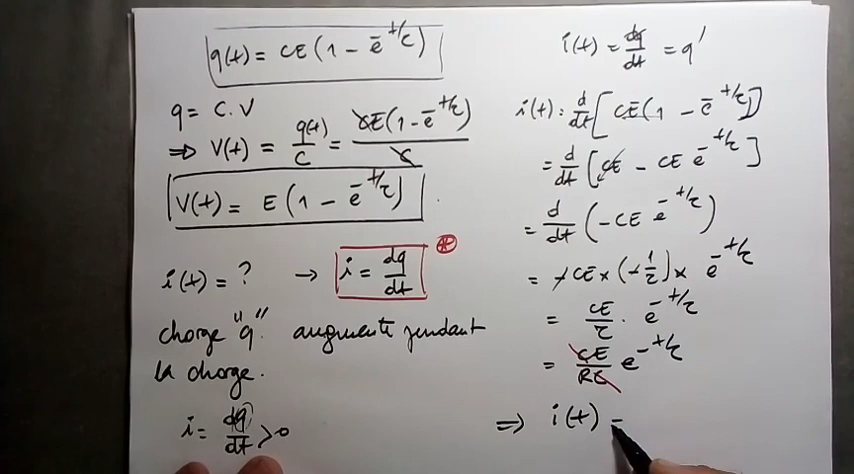 q(t) = CE (1 - e^-t/τ)
q = C.V
⇒ V(t) = q(t)/C = CE(1 - e^-t/τ)/C
V(t) = E (1 - e^-t/τ)
i(t) = ? → i = dq/dt *
charge "q" augmente pendant
la charge.
i = dq/dt > 0
i(t) = dq/dt = q'
i(t) : d/dt [CE(1 - e^-t/τ)]
= d/dt [CE - CE e^-t/τ]
= d/dt (-CE e^-t/τ)
= -CE × (-1/τ) × e^-t/τ
= CE/τ . e^-t/τ
= CE/RC e^-t/τ
⇒ i(t) =